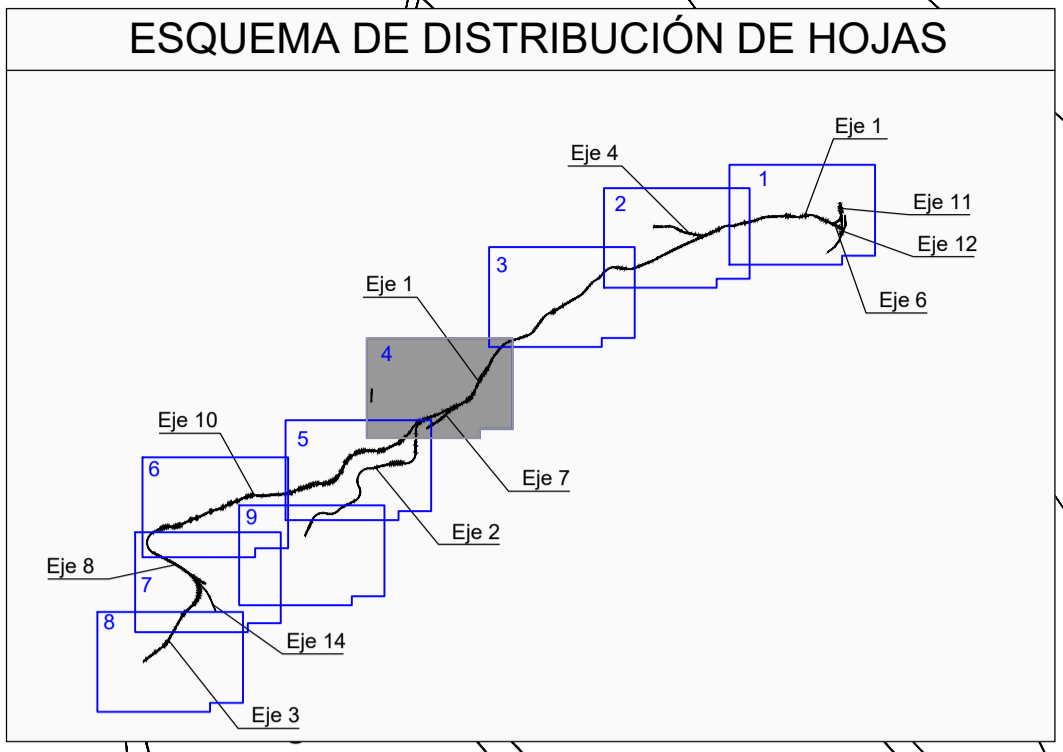 ESQUEMA DE DISTRIBUCIÓN DE HOJAS
Eje 1
Eje 4
1
2
Eje 11
Eje 12
3
Eje 1
Eje 6
4
Eje 10
5
6
Eje 7
9
Eje 2
Eje 8
7
8
Eje 14
Eje 3